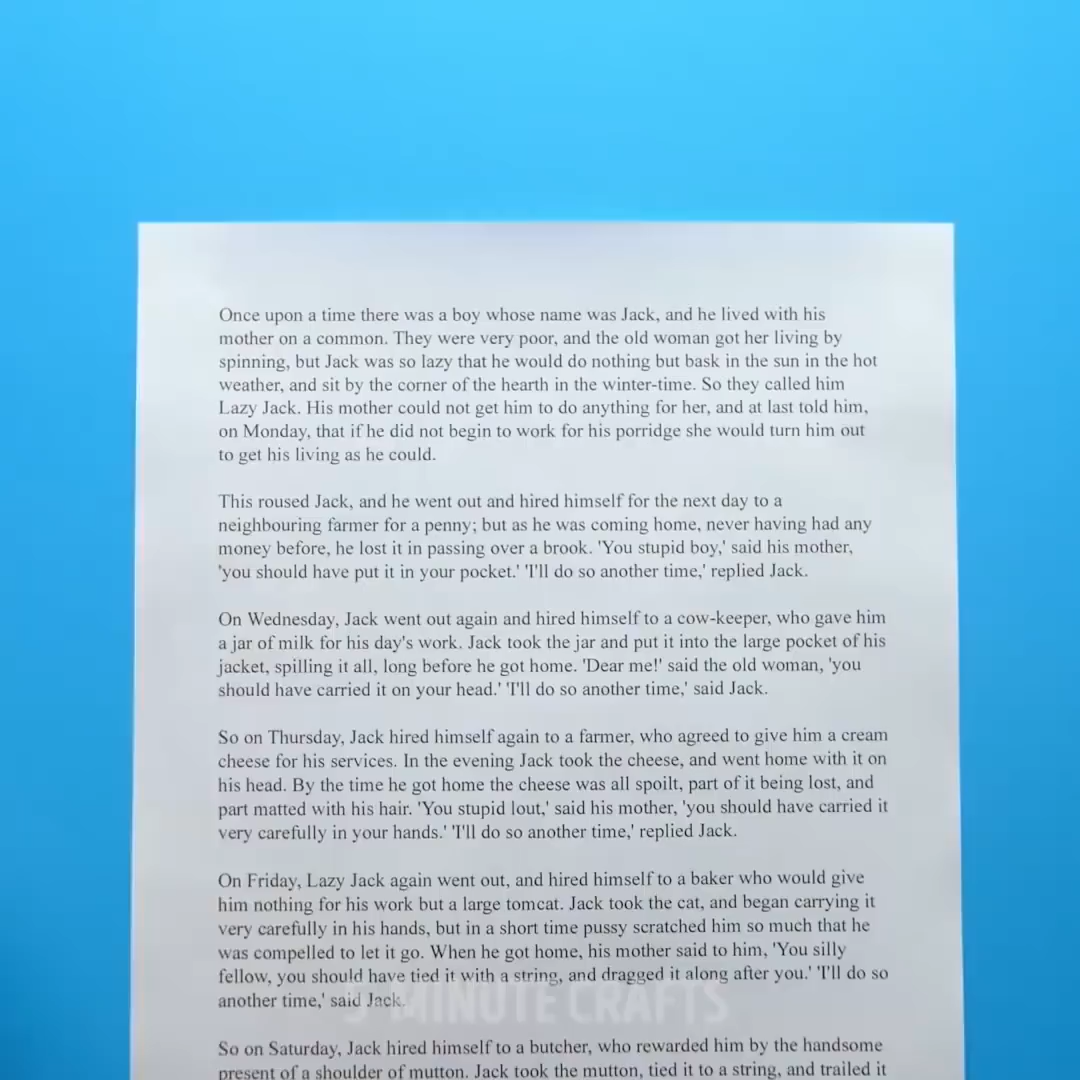 Once upon a time there was a boy whose name was Jack, and he lived with his
mother on a common. They were very poor, and the old woman got her living by
spinning, but Jack was so lazy that he would do nothing but bask in the sun in the hot
weather, and sit by the corner of the hearth in the winter-time. So they called him
Lazy Jack. His mother could not get him to do anything for her, and at last told him,
on Monday, that if he did not begin to work for his porridge she would turn him out
to get his living as he could.
This roused Jack, and he went out and hired himself for the next day to a
neighbouring farmer for a penny; but as he was coming home, never having had any
money before, he lost it in passing over a brook. 'You stupid boy,' said his mother,
'you should have put it in your pocket.' 'I'll do so another time,' replied Jack.
On Wednesday, Jack went out again and hired himself to a cow-keeper, who gave him
a jar of milk for his day's work. Jack took the jar and put it into the large pocket of his
jacket, spilling it all, long before he got home. 'Dear me!' said the old woman, 'you
should have carried it on your head.' 'I'll do so another time,' said Jack.
So on Thursday, Jack hired himself again to a farmer, who agreed to give him a cream
cheese for his services. In the evening Jack took the cheese, and went home with it on
his head. By the time he got home the cheese was all spoilt, part of it being lost, and
part matted with his hair. 'You stupid lout,' said his mother, 'you should have carried it
very carefully in your hands.' 'I'll do so another time,' replied Jack.
On Friday, Lazy Jack again went out, and hired himself to a baker who would give
him nothing for his work but a large tomcat. Jack took the cat, and began carrying it
very carefully in his hands, but in a short time pussy scratched him so much that he
was compelled to let it go. When he got home, his mother said to him, 'You silly
fellow, you should have tied it with a string, and dragged it along after you.' 'I'll do so
another time,' said Jack.
5-MINUTE CRAFTS
So on Saturday, Jack hired himself to a butcher, who rewarded him by the handsome
present of a shoulder of mutton. Jack took the mutton, tied it to a string, and trailed it